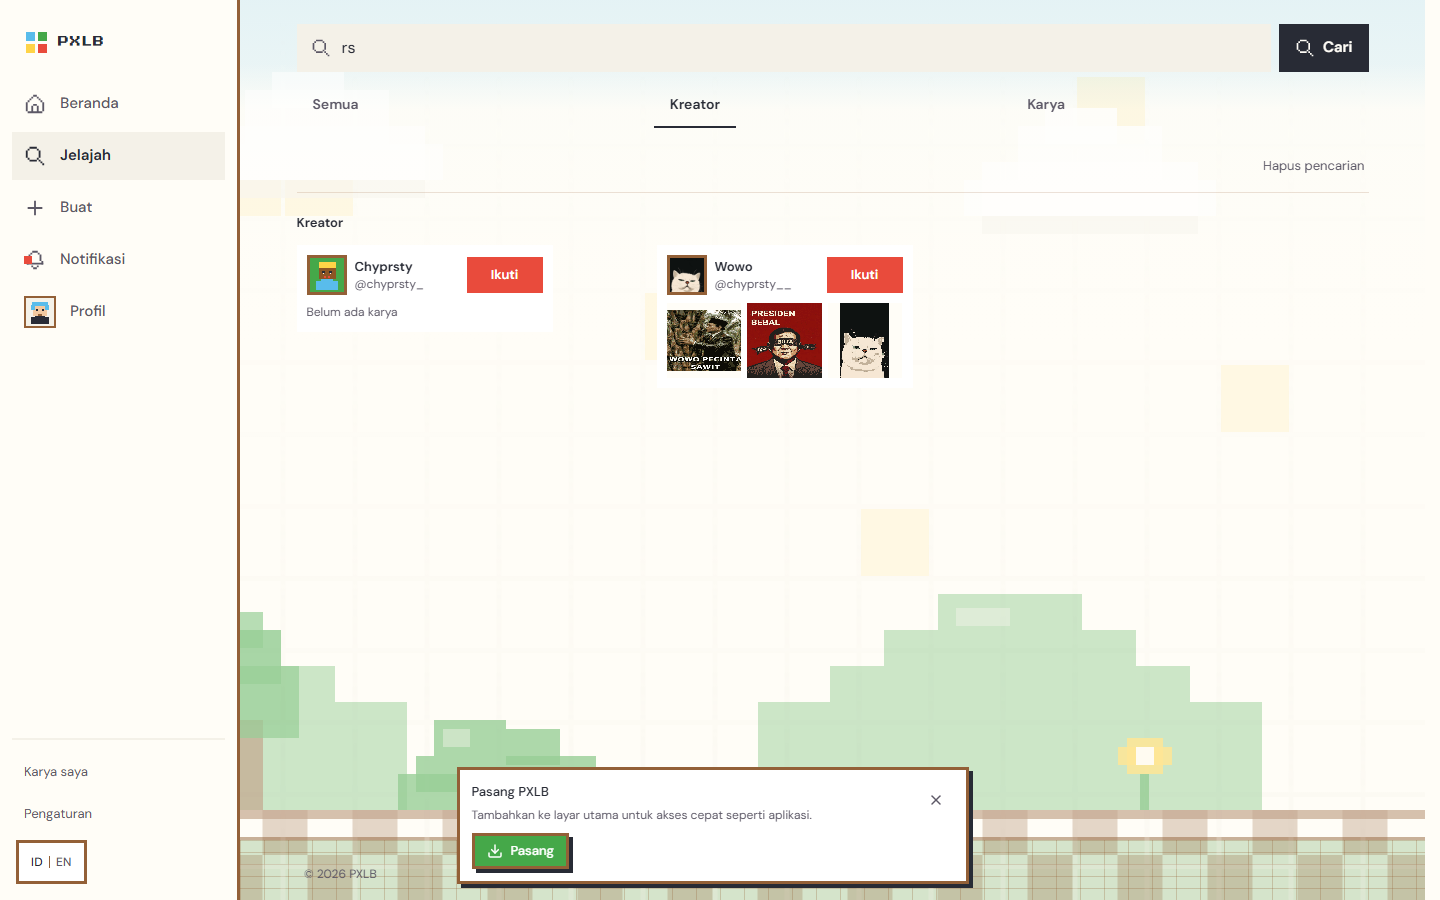 PXLB
Beranda
Jelajah
Buat
Notifikasi
Profil
Karya saya
Pengaturan
ID | EN
rs
Cari
Semua
Kreator
Karya
Hapus pencarian
Kreator
Chyprsty
@chyprsty_
Ikuti
Belum ada karya
Wowo
@chyprsty__
Ikuti
WOWO PECINTA
SAWIT
PRESIDEN
BEBAL
Pasang PXLB
Tambahkan ke layar utama untuk akses cepat seperti aplikasi.
Pasang
© 2026 PXLB